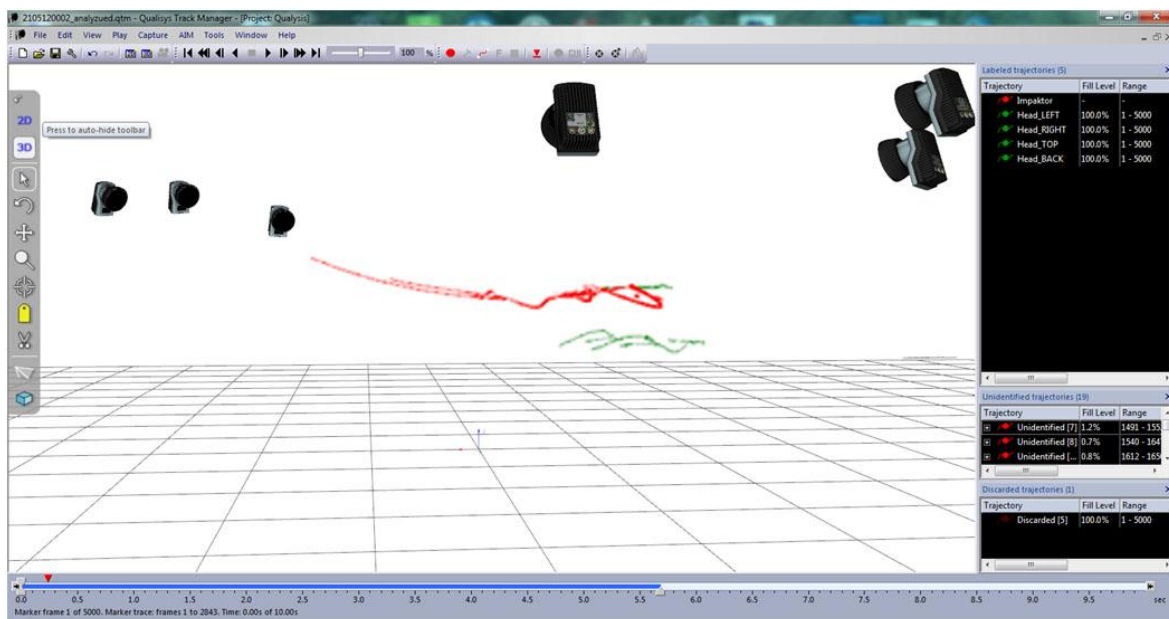 2105120002_analyzued.qtm - Qualisys Track Manager - [Project: Qualysis]
File Edit View Play Capture AIM Tools Window Help
100 %
2D
Press to auto-hide toolbar
3D
Labeled trajectories (5)
Trajectory Fill Level Range
Impaktor - -
Head_LEFT 100.0% 1 - 5000
Head_RIGHT 100.0% 1 - 5000
Head_TOP 100.0% 1 - 5000
Head_BACK 100.0% 1 - 5000
Unidentified trajectories (19)
Trajectory Fill Level Range
Unidentified [7] 1.2% 1491 - 155
Unidentified [8] 0.7% 1540 - 164
Unidentified [... 0.8% 1612 - 165
Discarded trajectories (1)
Trajectory Fill Level Range
Discarded [5] 100.0% 1 - 5000
0.0 0.5 1.0 1.5 2.0 2.5 3.0 3.5 4.0 4.5 5.0 5.5 6.0 6.5 7.0 7.5 8.0 8.5 9.0 9.5 sec
Marker frame 1 of 5000. Marker trace: frames 1 to 2843. Time: 0.00s of 10.00s.